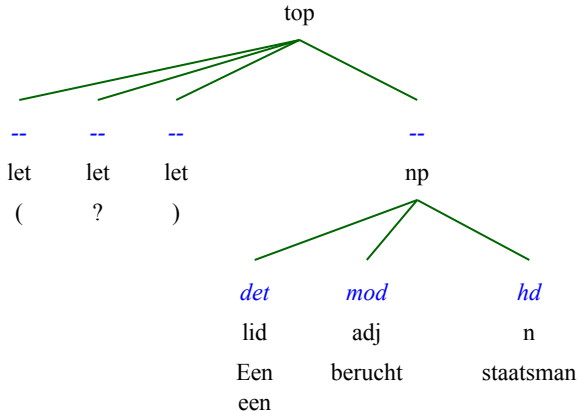 top
-- -- -- --
let let let np
( ? )
det mod hd
lid adj n
Een berucht staatsman
een